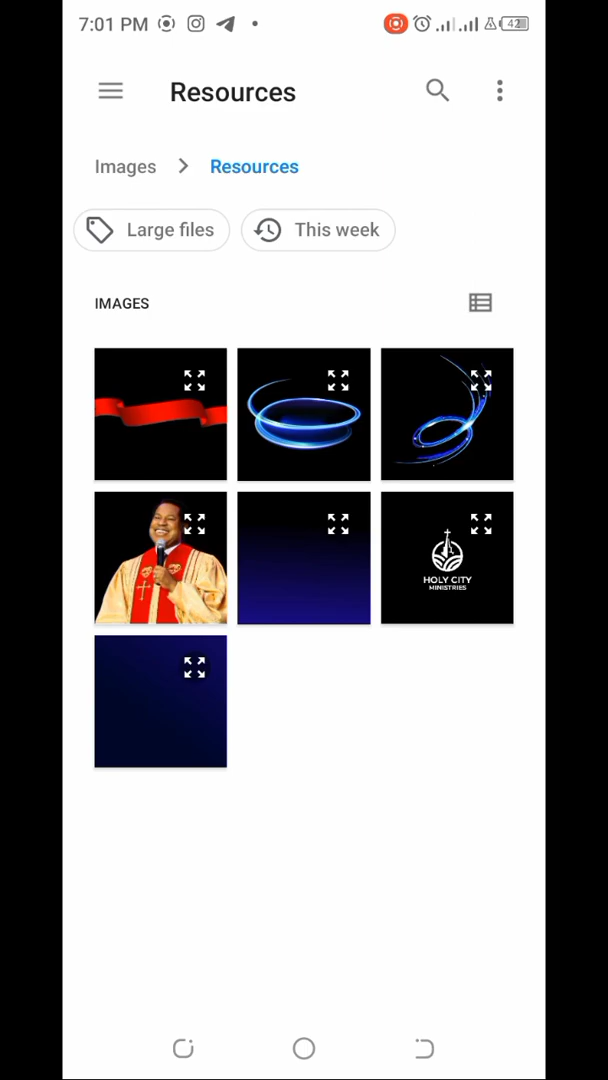 7:01 PM
42
Resources
Images > Resources
Large files
This week
IMAGES
HOLY CITY
MINISTRIES